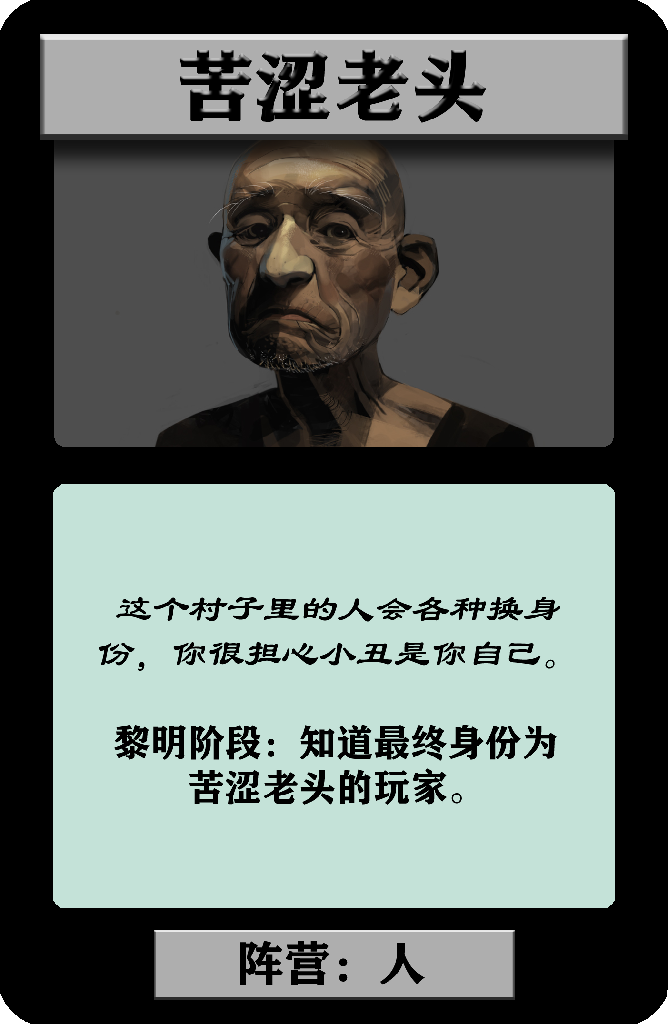 苦涩老头
这个村子里的人会各种换身
份，你很担心小丑是你自己。
黎明阶段：知道最终身份为
苦涩老头的玩家。
阵营：人